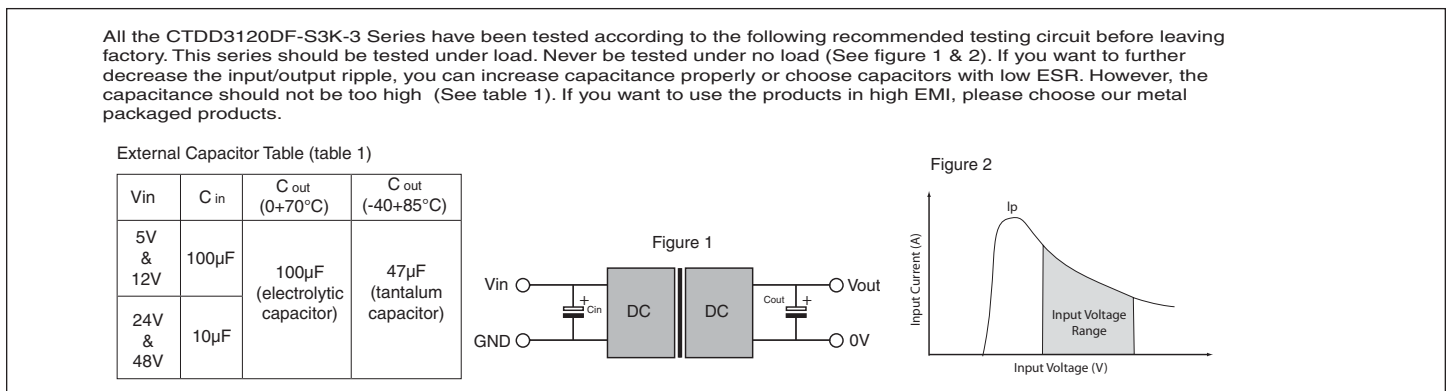 All the CTDD3120DF-S3K-3 Series have been tested according to the following recommended testing circuit before leaving
factory. This series should be tested under load. Never be tested under no load (See figure 1 & 2). If you want to further
decrease the input/output ripple, you can increase capacitance properly or choose capacitors with low ESR. However, the
capacitance should not be too high (See table 1). If you want to use the products in high EMI, please choose our metal
packaged products.
External Capacitor Table (table 1)
Vin
C in
C out
(0+70°C)
C out
(-40+85°C)
5V
&
12V
100µF
24V
&
48V
10µF
100µF
(electrolytic
capacitor)
47µF
(tantalum
capacitor)
Figure 1
Vin
GND
+
Cin
DC
DC
Cout
+
Vout
0V
Figure 2
Input Current (A)
Ip
Input Voltage
Range
Input Voltage (V)